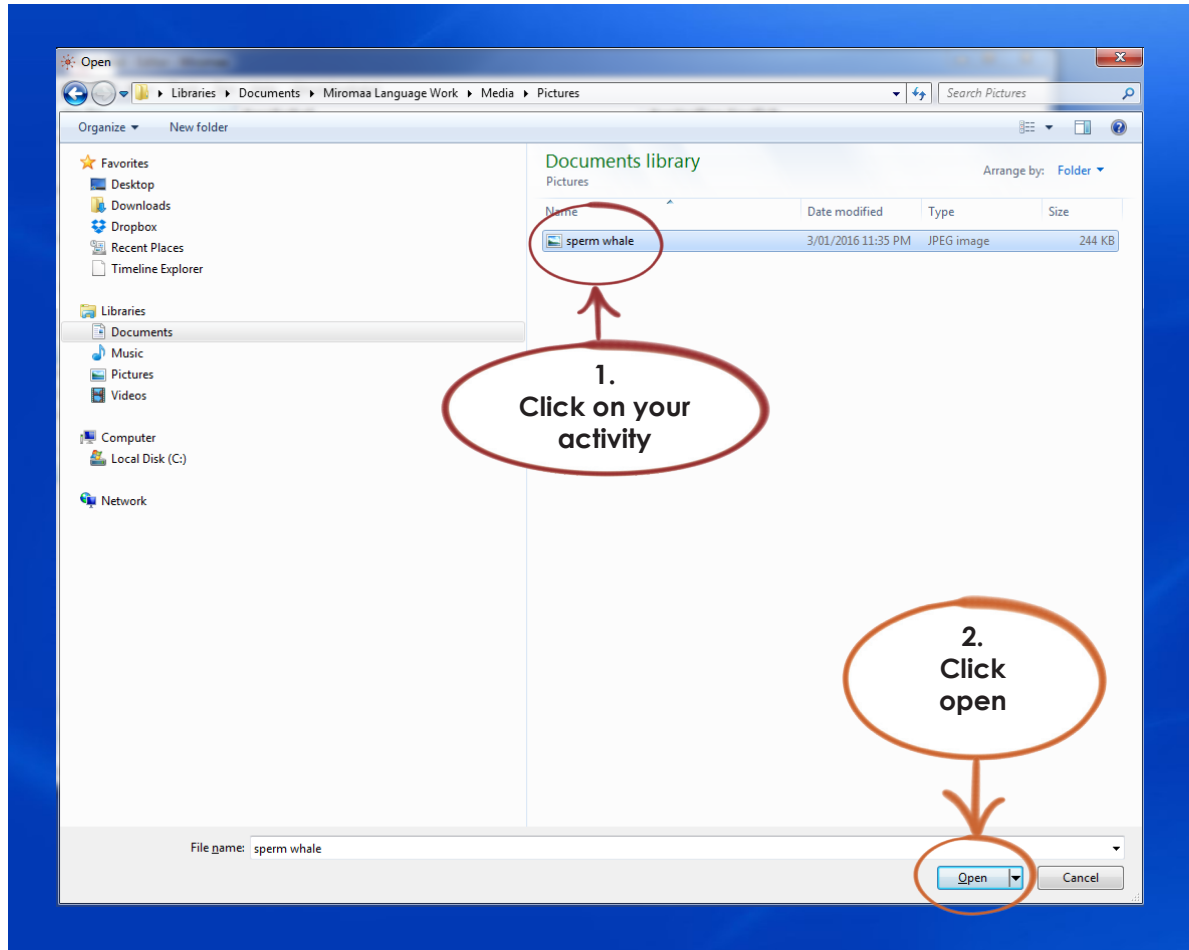 Open
Libraries Documents Miromaa Language Work Media Pictures
Search Pictures
Organize New folder
Favorites
Desktop
Downloads
Dropbox
Recent Places
Timeline Explorer
Libraries
Documents
Music
Pictures
Videos
Computer
Local Disk (C:)
Network
Documents library
Pictures
Arrange by: Folder
Name Date modified Type Size
sperm whale 3/01/2016 11:35 PM JPEG image 244 KB
1.
Click on your
activity
2.
Click
open
File name: sperm whale
Open Cancel